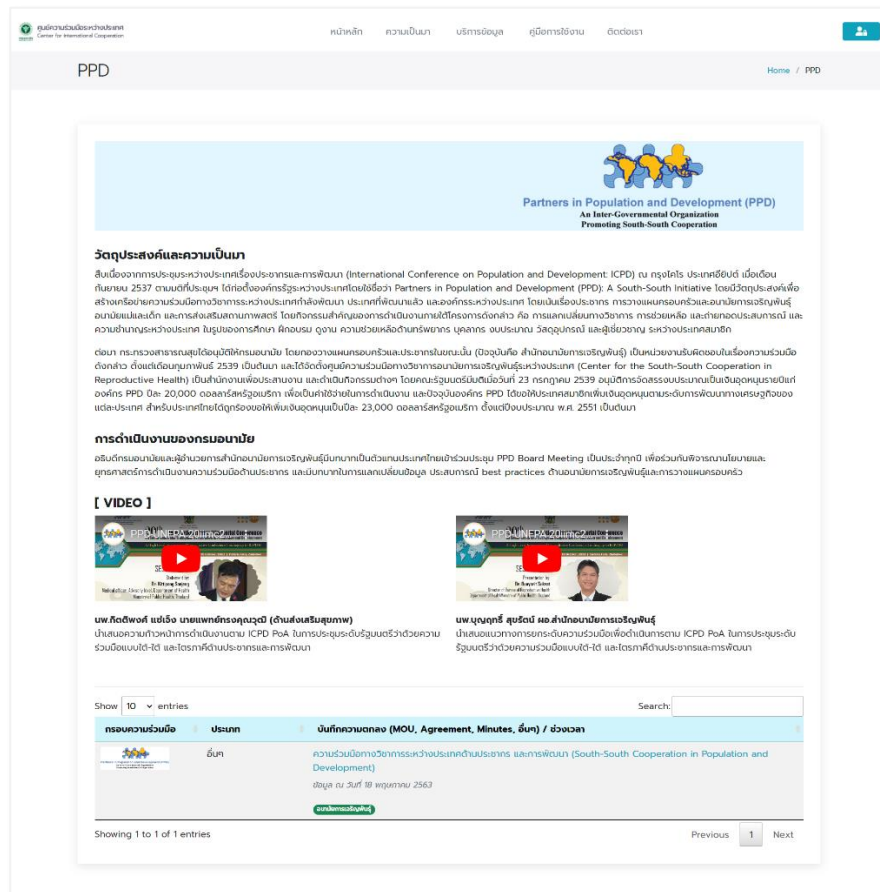 ศูนย์ความร่วมมือระหว่างประเทศ
Center for International Cooperation
หน้าหลัก ความเป็นมา บริการข้อมูล คู่มือการใช้งาน ติดต่อเรา
PPD
Home / PPD
Partners in Population and Development (PPD)
An Inter-Governmental Organization
Promoting South-South Cooperation
วัตถุประสงค์และความเป็นมา
สืบเนื่องจากการประชุมระหว่างประเทศเรื่องประชากรและการพัฒนา (International Conference on Population and Development: ICPD) ณ กรุงไคโร ประเทศอียิปต์ เมื่อเดือน
กันยายน 2537 ตามมติที่ประชุมฯ ได้ก่อตั้งองค์กรรัฐระหว่างประเทศโดยใช้ชื่อว่า Partners in Population and Development (PPD): A South-South Initiative โดยมีวัตถุประสงค์เพื่อ
สร้างเครือข่ายความร่วมมือทางวิชาการระหว่างประเทศกำลังพัฒนา ประเทศที่พัฒนาแล้ว และองค์กรระหว่างประเทศ โดยเน้นเรื่องประชากร การวางแผนครอบครัวและอนามัยการเจริญพันธุ์
อนามัยแม่และเด็ก และการส่งเสริมสถานภาพสตรี โดยกิจกรรมสำคัญของการดำเนินงานภายใต้โครงการดังกล่าว คือ การแลกเปลี่ยนทางวิชาการ การช่วยเหลือ และถ่ายทอดประสบการณ์ และ
ความชำนาญระหว่างประเทศ ในรูปของการศึกษา ฝึกอบรม ดูงาน ความช่วยเหลือด้านทรัพยากร บุคลากร งบประมาณ วัสดุอุปกรณ์ และผู้เชี่ยวชาญ ระหว่างประเทศสมาชิก
ต่อมา กระทรวงสาธารณสุขได้อนุมัติให้กรมอนามัย โดยกองวางแผนครอบครัวและประชากรในขณะนั้น (ปัจจุบันคือ สำนักอนามัยการเจริญพันธุ์) เป็นหน่วยงานรับผิดชอบในเรื่องความร่วมมือ
ดังกล่าว ตั้งแต่เดือนกุมภาพันธ์ 2539 เป็นต้นมา และได้จัดตั้งศูนย์ความร่วมมือทางวิชาการอนามัยการเจริญพันธุ์ระหว่างประเทศ (Center for the South-South Cooperation in
Reproductive Health) เป็นสำนักงานเพื่อประสานงาน และดำเนินกิจกรรมต่างๆ โดยคณะรัฐมนตรีมีมติเมื่อวันที่ 23 กรกฎาคม 2539 อนุมัติการจัดสรรงบประมาณเป็นเงินอุดหนุนรายปีแก่
องค์กร PPD ปีละ 20,000 ดอลลาร์สหรัฐอเมริกา เพื่อเป็นค่าใช้จ่ายในการดำเนินงาน และปัจจุบันองค์กร PPD ได้ขอให้ประเทศสมาชิกเพิ่มเงินอุดหนุนตามระดับการพัฒนาทางเศรษฐกิจของ
แต่ละประเทศ สำหรับประเทศไทยได้ถูกร้องขอให้เพิ่มเงินอุดหนุนเป็นปีละ 23,000 ดอลลาร์สหรัฐอเมริกา ตั้งแต่ปีงบประมาณ พ.ศ. 2551 เป็นต้นมา
การดำเนินงานของกรมอนามัย
อธิบดีกรมอนามัยและผู้อำนวยการสำนักอนามัยการเจริญพันธุ์มีบทบาทเป็นตัวแทนประเทศไทยเข้าร่วมประชุม PPD Board Meeting เป็นประจำทุกปี เพื่อร่วมกันพิจารณานโยบายและ
ยุทธศาสตร์การดำเนินงานความร่วมมือด้านประชากร และมีบทบาทในการแลกเปลี่ยนข้อมูล ประสบการณ์ best practices ด้านอนามัยการเจริญพันธุ์และการวางแผนครอบครัว
[ VIDEO ]
PPD-UNFPA 20iimc2... PPD-UNFPA 20iimc2...
นพ.กิตติพงศ์ แซ่เจ็ง นายแพทย์ทรงคุณวุฒิ (ด้านส่งเสริมสุขภาพ)
นำเสนอความก้าวหน้าการดำเนินงานตาม ICPD PoA ในการประชุมระดับรัฐมนตรีว่าด้วยความ
ร่วมมือแบบใต้-ใต้ และไตรภาคีด้านประชากรและการพัฒนา
นพ.บุญฤทธิ์ สุขรัตน์ ผอ.สำนักอนามัยการเจริญพันธุ์
นำเสนอแนวทางการยกระดับความร่วมมือเพื่อดำเนินการตาม ICPD PoA ในการประชุมระดับ
รัฐมนตรีว่าด้วยความร่วมมือแบบใต้-ใต้ และไตรภาคีด้านประชากรและการพัฒนา
Show 10 entries Search:
กรอบความร่วมมือ ประเภท บันทึกความตกลง (MOU, Agreement, Minutes, อื่นๆ) / ช่วงเวลา
อื่นๆ ความร่วมมือทางวิชาการระหว่างประเทศด้านประชากร และการพัฒนา (South-South Cooperation in Population and
Development)
ข้อมูล ณ วันที่ 18 พฤษภาคม 2563
อนามัยการเจริญพันธุ์
Showing 1 to 1 of 1 entries Previous 1 Next